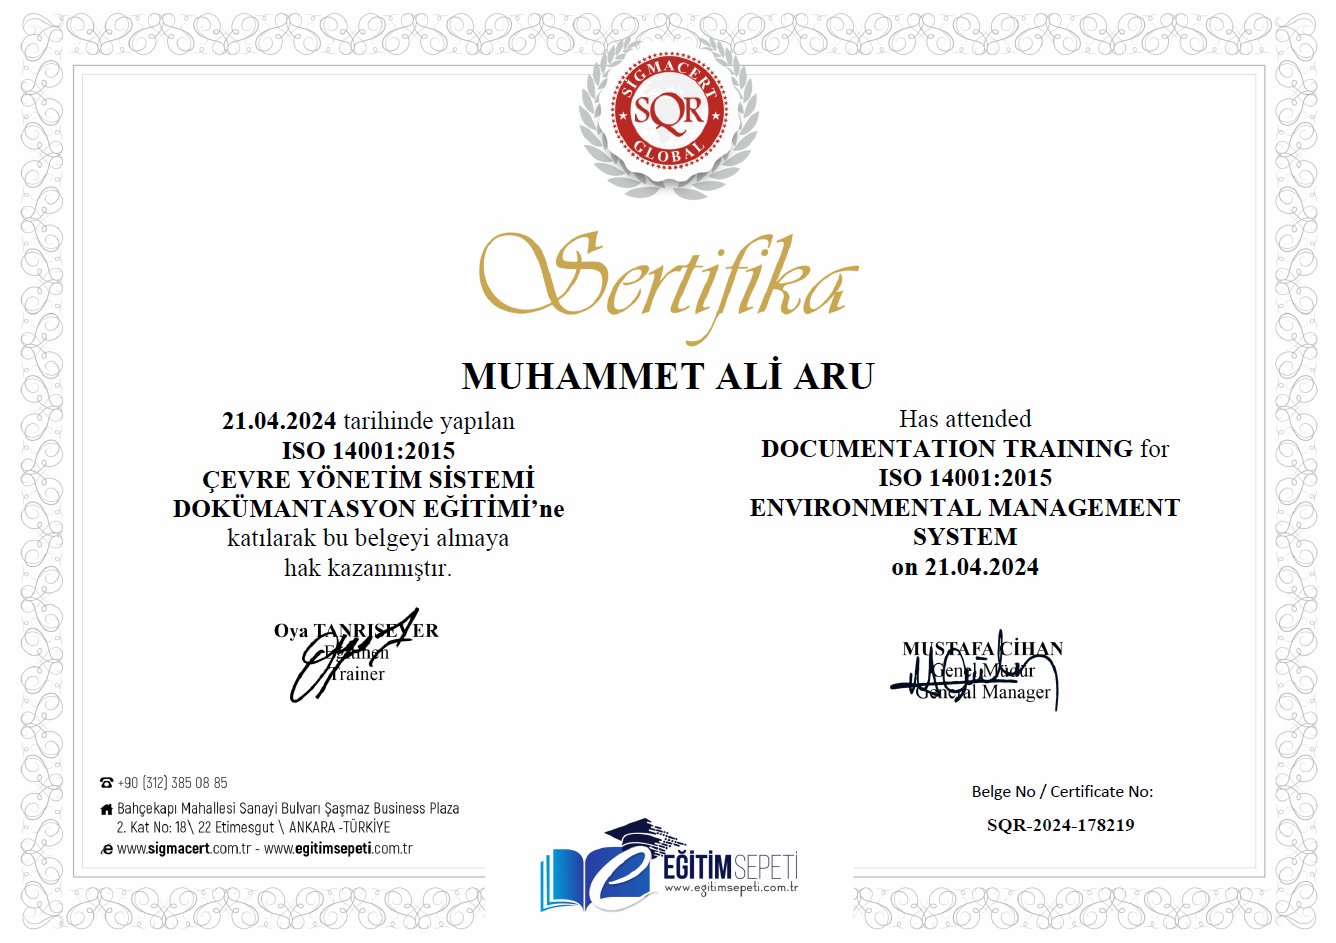 SİGMACERT
SQR
GLOBAL
Sertifika
MUHAMMET ALİ ARU
21.04.2024 tarihinde yapılan
ISO 14001:2015
ÇEVRE YÖNETİM SİSTEMİ
DOKÜMANTASYON EĞİTİMİ’ne
katılarak bu belgeyi almaya
hak kazanmıştır.
Oya TANRISEVER
Eğitmen
Trainer
Has attended
DOCUMENTATION TRAINING for
ISO 14001:2015
ENVIRONMENTAL MANAGEMENT
SYSTEM
on 21.04.2024
MUSTAFA CİHAN
Genel Müdür
General Manager
+90 (312) 385 08 85
Bahçekapı Mahallesi Sanayi Bulvarı Şaşmaz Business Plaza
2. Kat No: 18\ 22 Etimesgut \ ANKARA -TÜRKİYE
www.sigmacert.com.tr - www.egitimsepeti.com.tr
EĞİTİMSEPETİ
www.egitimsepeti.com.tr
Belge No / Certificate No:
SQR-2024-178219